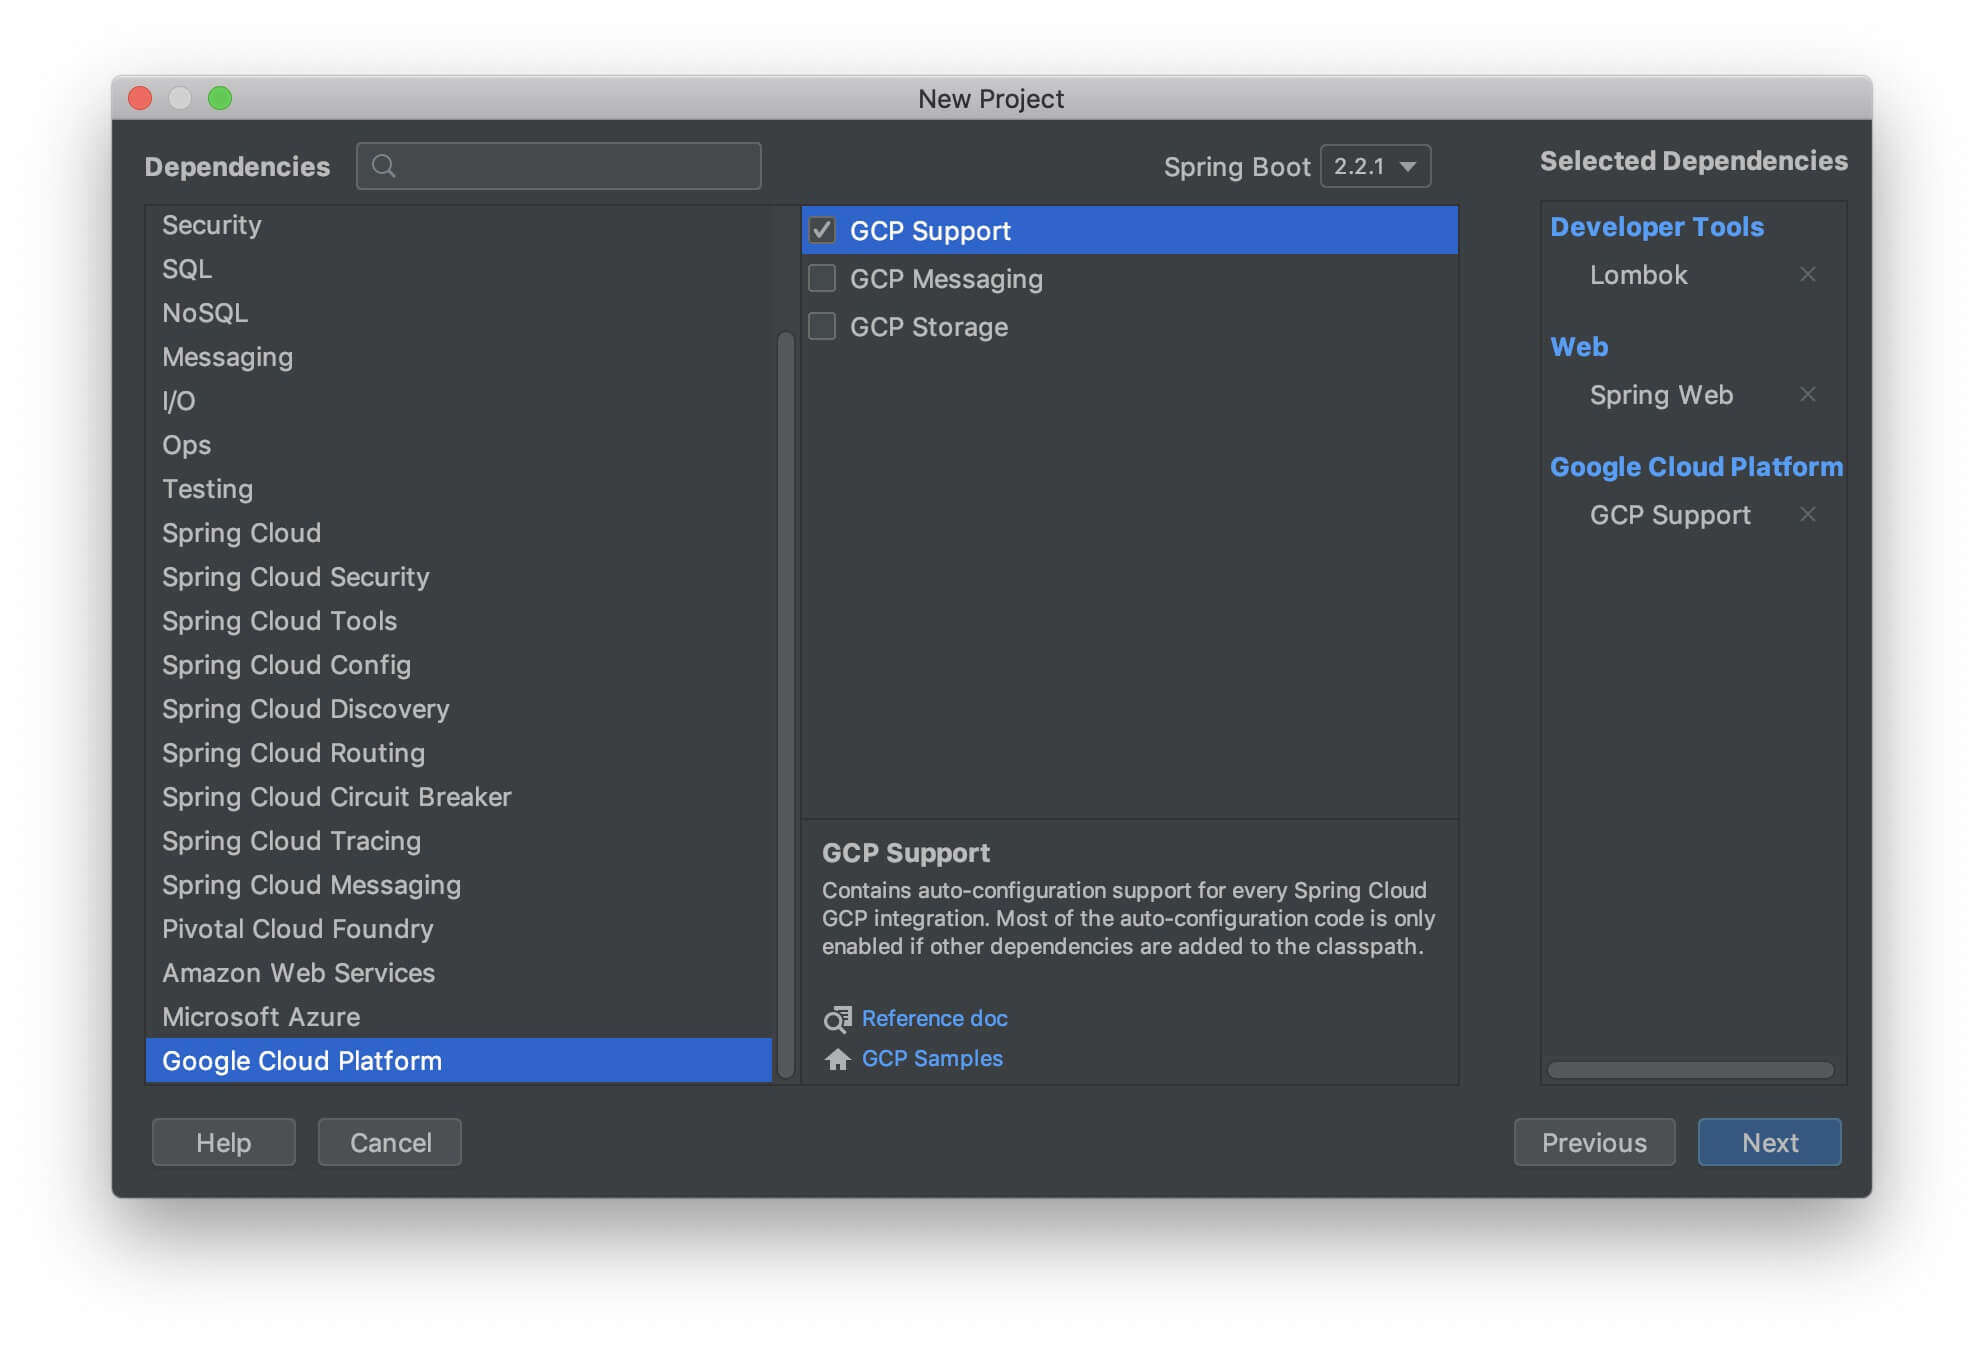 New Project
Dependencies
Spring Boot 2.2.1
Selected Dependencies
Security
SQL
NoSQL
Messaging
I/O
Ops
Testing
Spring Cloud
Spring Cloud Security
Spring Cloud Tools
Spring Cloud Config
Spring Cloud Discovery
Spring Cloud Routing
Spring Cloud Circuit Breaker
Spring Cloud Tracing
Spring Cloud Messaging
Pivotal Cloud Foundry
Amazon Web Services
Microsoft Azure
Google Cloud Platform
GCP Support
GCP Messaging
GCP Storage
GCP Support
Contains auto-configuration support for every Spring Cloud
GCP integration. Most of the auto-configuration code is only
enabled if other dependencies are added to the classpath.
Reference doc
GCP Samples
Developer Tools
Lombok
Web
Spring Web
Google Cloud Platform
GCP Support
Help
Cancel
Previous
Next